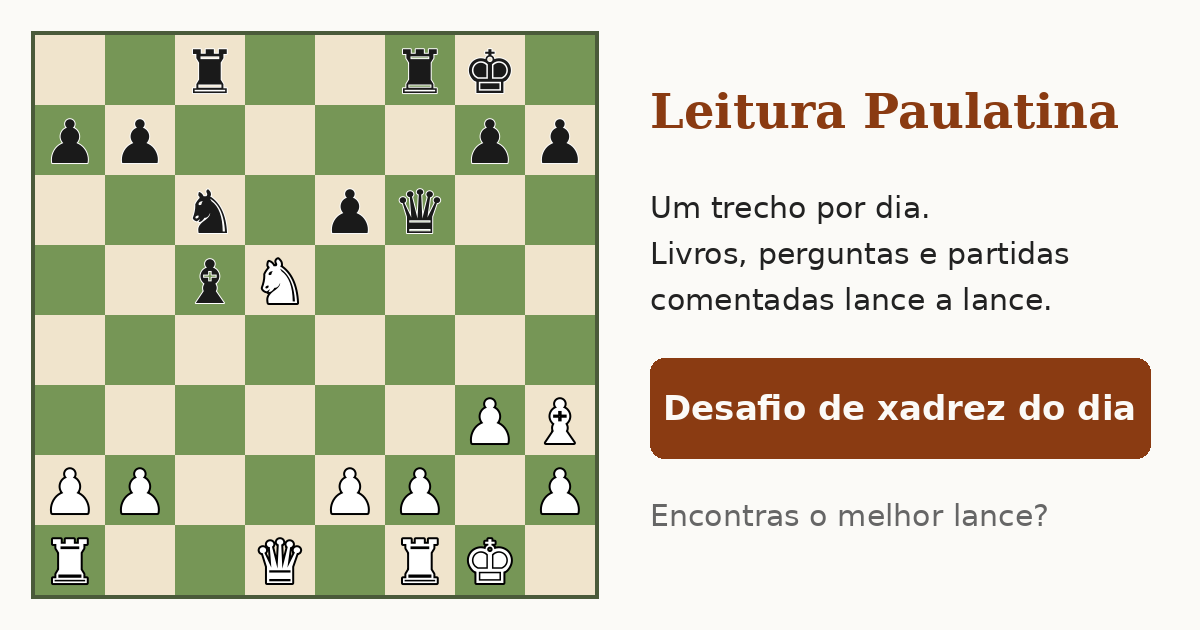 Leitura Paulatina
Um trecho por dia.
Livros, perguntas e partidas
comentadas lance a lance.
Desafio de xadrez do dia
Encontras o melhor lance?